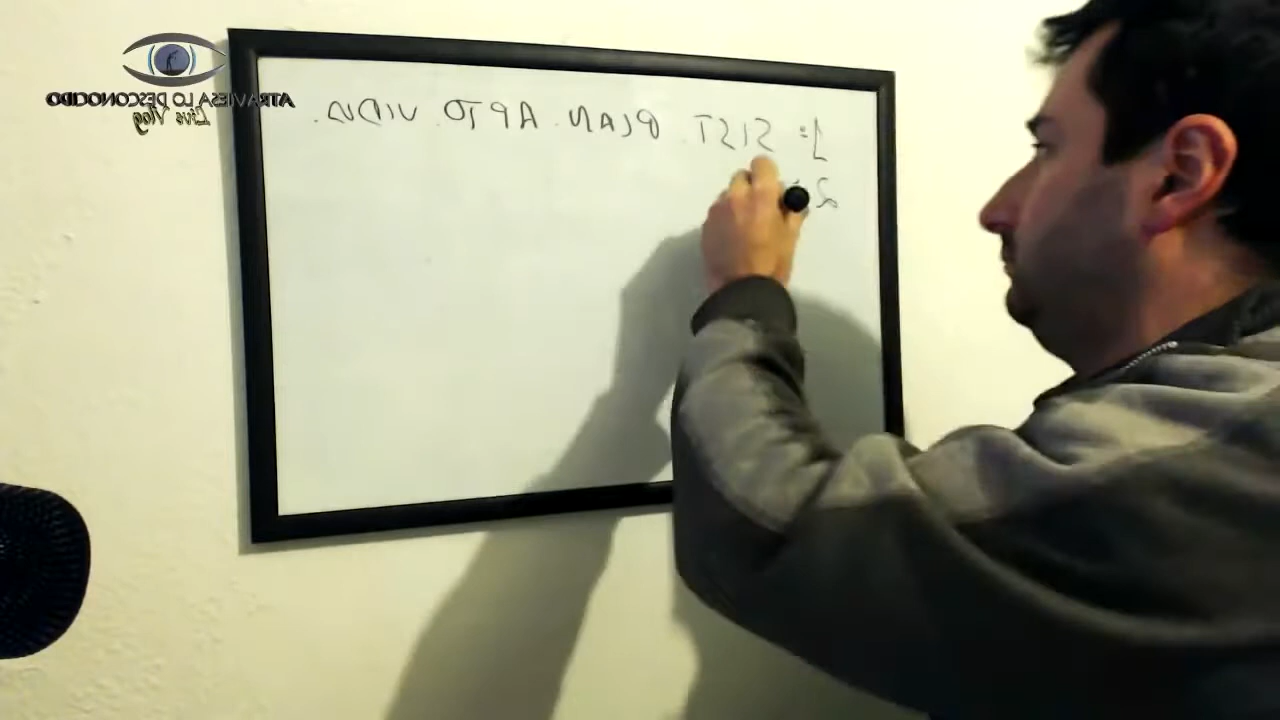 ATRAVIESA LO DESCONOCIDO
Live Vlog
1= SIST. PLAN. APTO. VIDA.
2